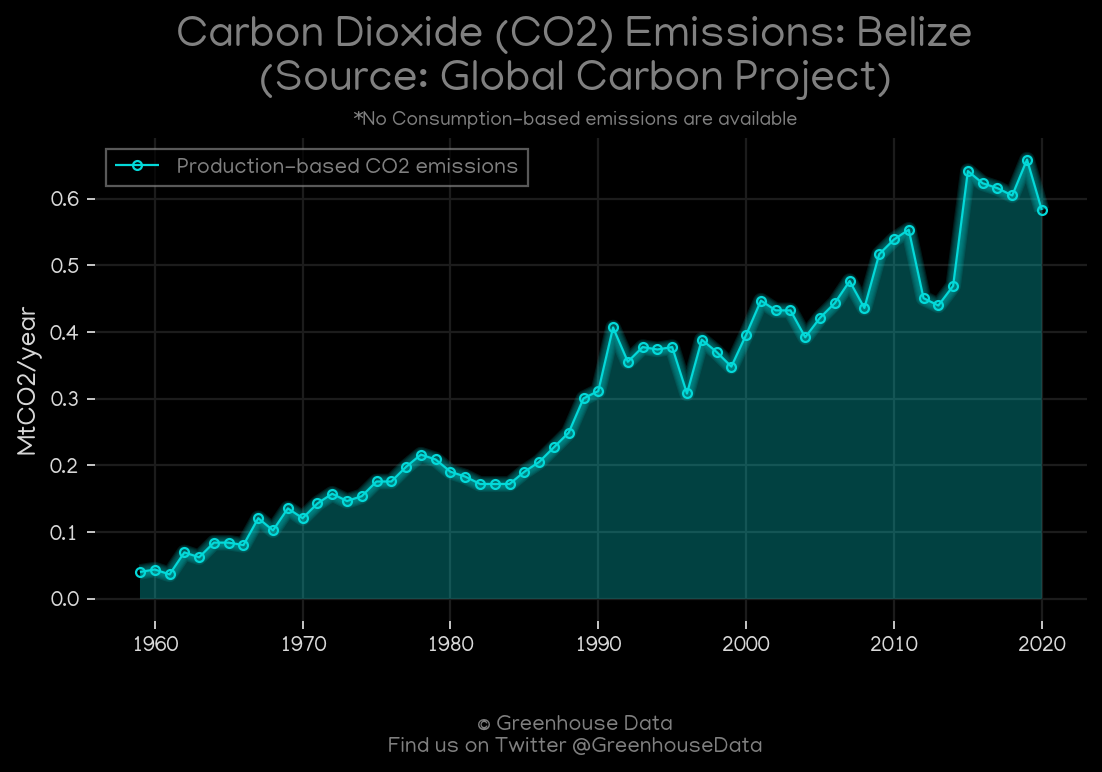 Carbon Dioxide (CO2) Emissions: Belize
(Source: Global Carbon Project)
*No Consumption-based emissions are available
Production-based CO2 emissions
MtCO2/year
0.6
0.5
0.4
0.3
0.2
0.1
0.0
1960 1970 1980 1990 2000 2010 2020
© Greenhouse Data
Find us on Twitter @GreenhouseData